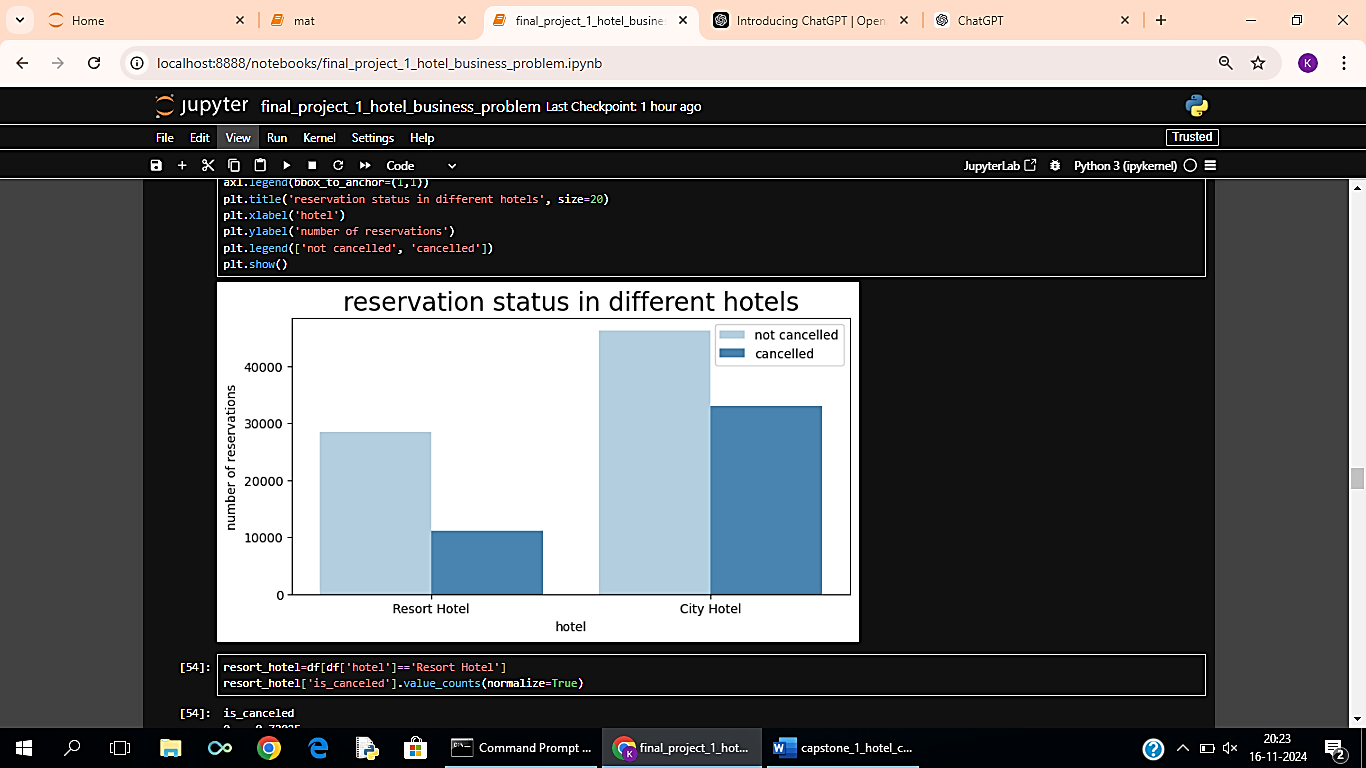 Home
mat
final_project_1_hotel_busine
Introducing ChatGPT | Open
ChatGPT
localhost:8888/notebooks/final_project_1_hotel_business_problem.ipynb
K
jupyter final_project_1_hotel_business_problem Last Checkpoint: 1 hour ago
File Edit View Run Kernel Settings Help
Trusted
Code
JupyterLab
Python 3 (ipykernel)
ax1.legend(bbox_to_anchor=(1,1))
plt.title('reservation status in different hotels', size=20)
plt.xlabel('hotel')
plt.ylabel('number of reservations')
plt.legend(['not cancelled', 'cancelled'])
plt.show()
reservation status in different hotels
not cancelled
cancelled
number of reservations
40000
30000
20000
10000
0
Resort Hotel
City Hotel
hotel
[54]: resort_hotel=df[df['hotel']=='Resort Hotel']
resort_hotel['is_canceled'].value_counts(normalize=True)
[54]: is_canceled
Command Prompt ...
final_project_1_hot...
capstone_1_hotel_c...
20:23
16-11-2024
2